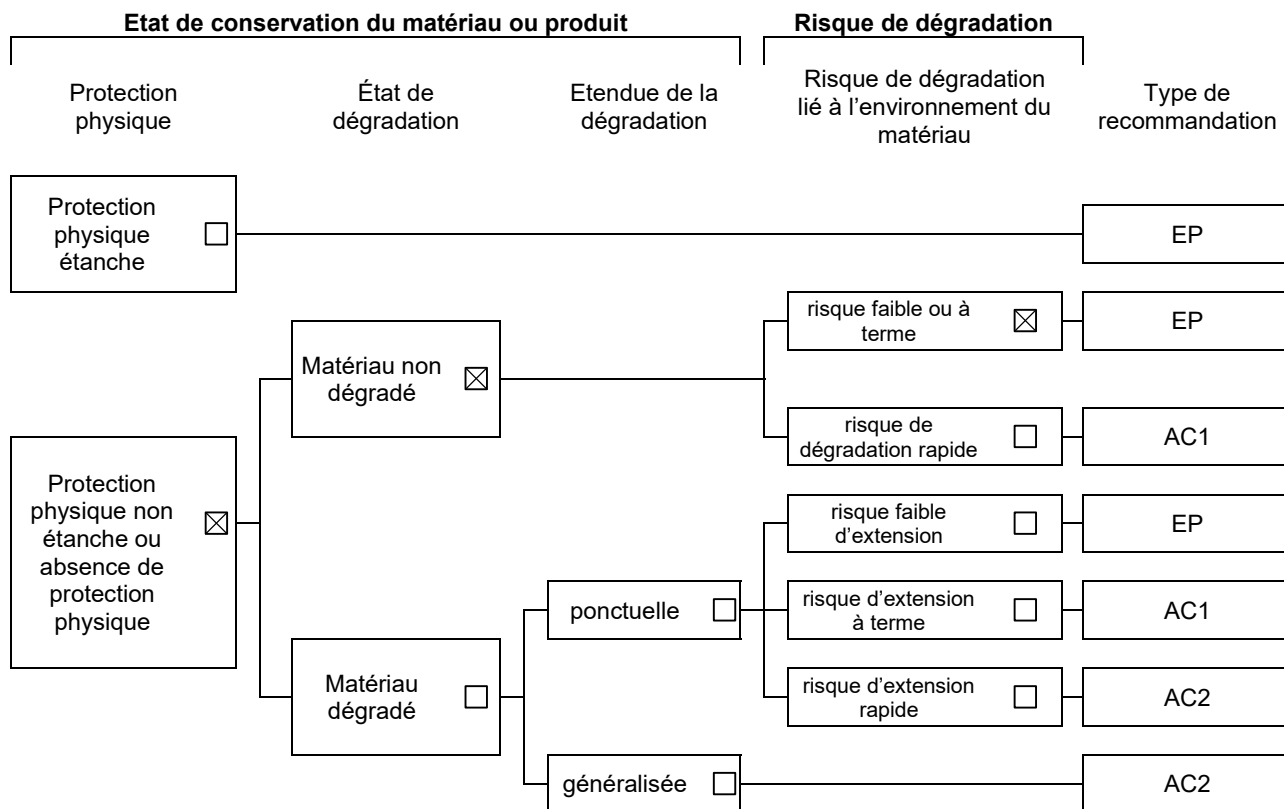 Etat de conservation du matériau ou produit
Risque de dégradation
Protection
physique
État de
dégradation
Etendue de la
dégradation
Risque de dégradation
lié à l'environnement du
matériau
Type de
recommandation
Protection
physique
étanche
EP
risque faible ou à
terme
EP
Matériau non
dégradé
risque de
dégradation rapide
AC1
Protection
physique non
étanche ou
absence de
protection
physique
risque faible
d'extension
EP
ponctuelle
risque d'extension
à terme
AC1
Matériau
dégradé
risque d'extension
rapide
AC2
généralisée
AC2